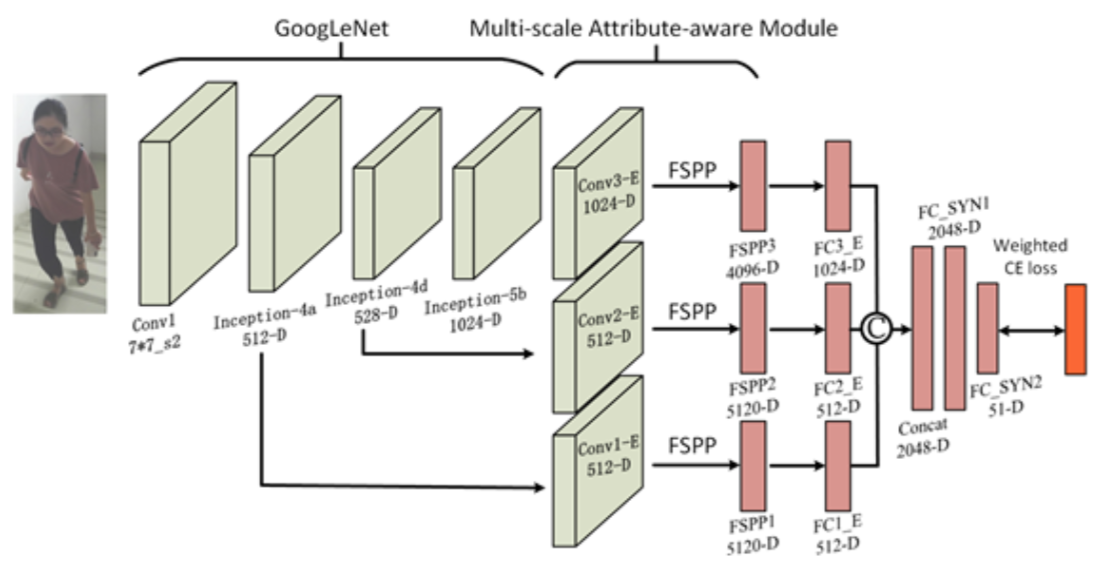 GoogLeNet
Multi-scale Attribute-aware Module
Conv1
7*7_s2
Inception-4a
512-D
Inception-4d
528-D
Inception-5b
1024-D
Conv3-E
1024-D
Conv2-E
512-D
Conv1-E
512-D
FSPP
FSPP
FSPP
FSPP3
4096-D
FC3_E
1024-D
FSPP2
5120-D
FC2_E
512-D
FSPP1
5120-D
FC1_E
512-D
C
Concat
2048-D
FC_SYN1
2048-D
FC_SYN2
51-D
Weighted
CE loss